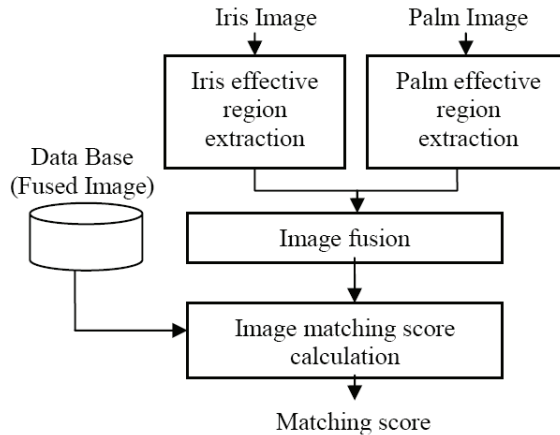 Iris Image
Palm Image
Iris effective
region
extraction
Palm effective
region
extraction
Data Base
(Fused Image)
Image fusion
Image matching score
calculation
Matching score